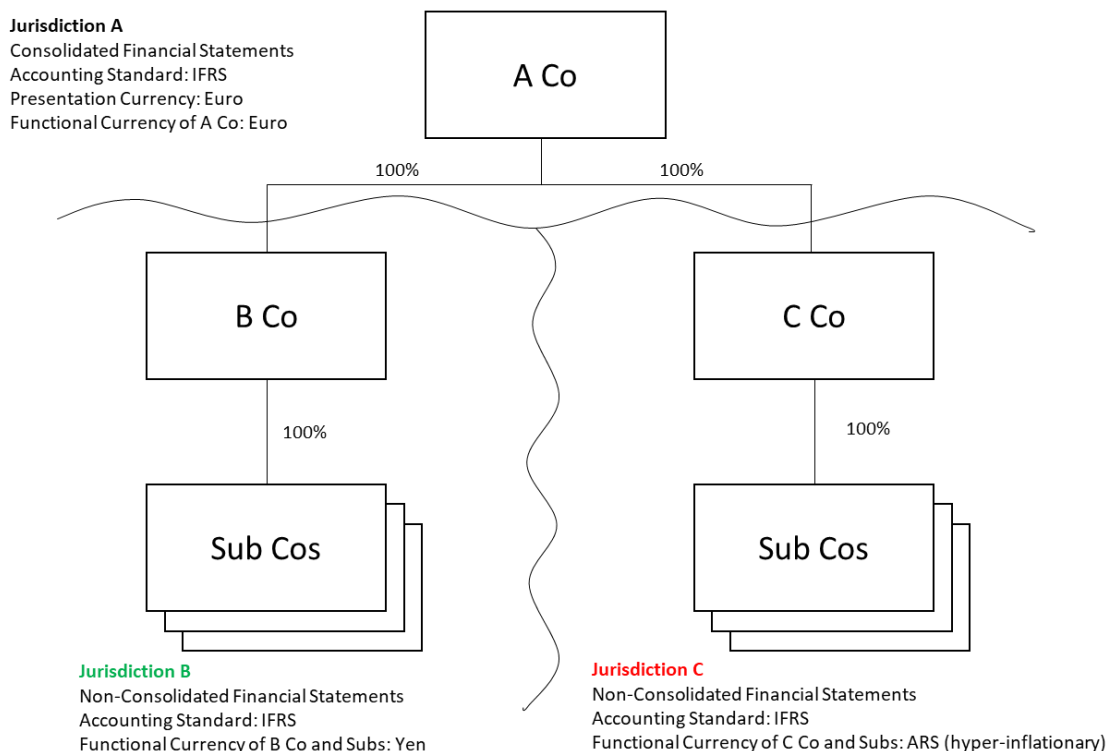 Jurisdiction A
Consolidated Financial Statements
Accounting Standard: IFRS
Presentation Currency: Euro
Functional Currency of A Co: Euro
A Co
100%
100%
B Co
C Co
100%
100%
Sub Cos
Sub Cos
Jurisdiction B
Non-Consolidated Financial Statements
Accounting Standard: IFRS
Functional Currency of B Co and Subs: Yen
Jurisdiction C
Non-Consolidated Financial Statements
Accounting Standard: IFRS
Functional Currency of C Co and Subs: ARS (hyper-inflationary)